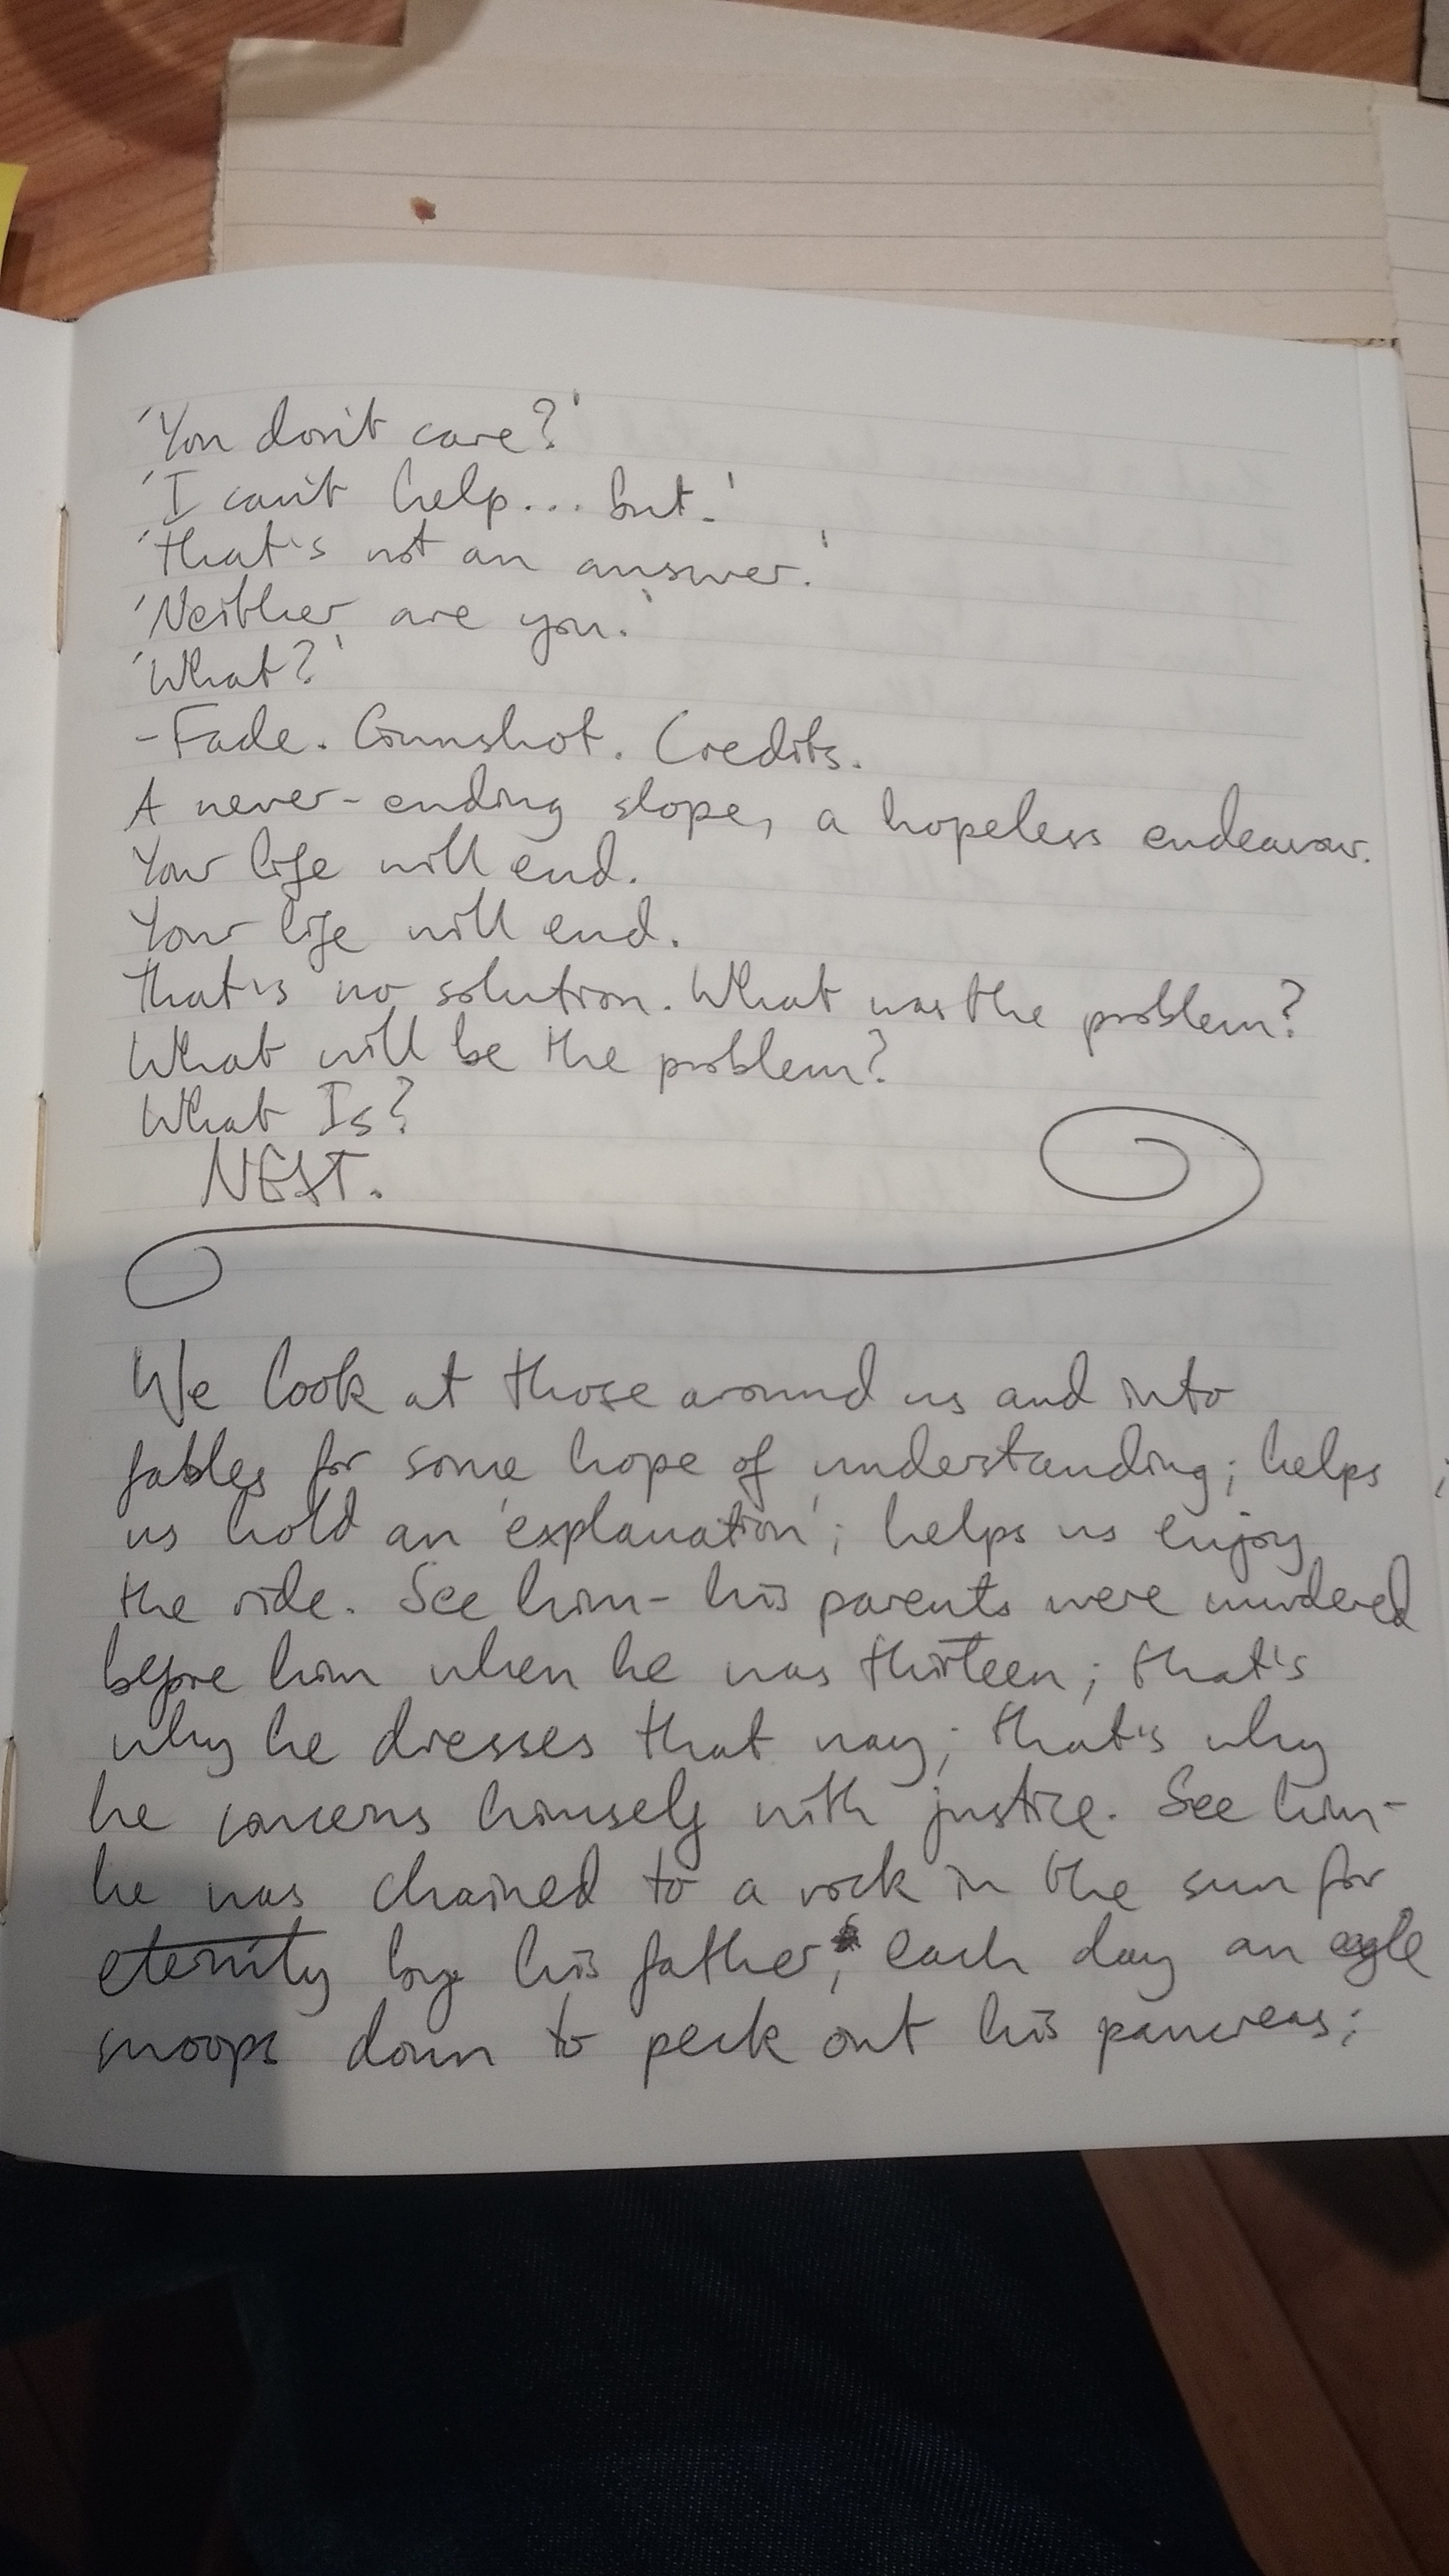 'You don't care?'
'I can't help... but.'
'That's not an answer.'
'Neither are you.'
'What?'
- Fade. Gunshot. Credits.
A never-ending slope, a hopeless endeavour.
Your life will end.
Your life will end.
That's no solution. What was the problem?
What will be the problem?
What Is?
NEXT.
We look at those around us and into
fables for some hope of understanding; helps
us hold an 'explanation'; helps us enjoy
the ride. See him - his parents were murdered
before him when he was thirteen; that's
why he dresses that way; that's why
he concerns himself with justice. See him -
he was chained to a rock in the sun for
eternity by his father; each day an eagle
swoops down to peck out his pancreas;